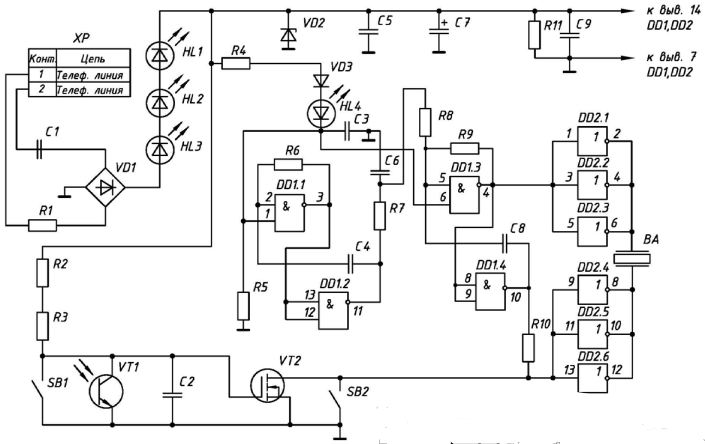 к выв. 14
DD1,DD2
VD2
C5
C7
+
R11
C9
к выв. 7
DD1,DD2
XP
Конт. Цепь
1 Телеф. линия
2 Телеф. линия
HL1
HL2
HL3
R4
VD3
HL4
C3
C1
VD1
R1
R8
R9
DD1.3
&
5
6
4
R6
DD1.1
&
2
1
3
C6
R7
C4
DD1.2
&
13
12
11
R5
C8
DD1.4
&
8
9
10
R10
DD2.1
1 1 2
DD2.2
3 1 4
DD2.3
5 1 6
BA
DD2.4
9 1 8
DD2.5
11 1 10
DD2.6
13 1 12
R2
R3
SB1
VT1
C2
VT2
SB2